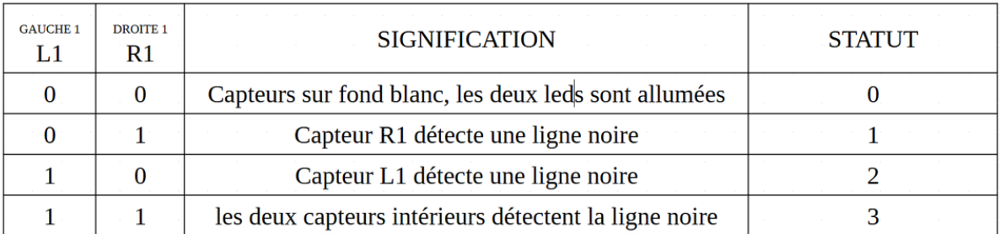 GAUCHE 1 DROITE 1 SIGNIFICATION STATUT
L1 R1
0 0 Capteurs sur fond blanc, les deux leds sont allumées 0
0 1 Capteur R1 détecte une ligne noire 1
1 0 Capteur L1 détecte une ligne noire 2
1 1 les deux capteurs intérieurs détectent la ligne noire 3